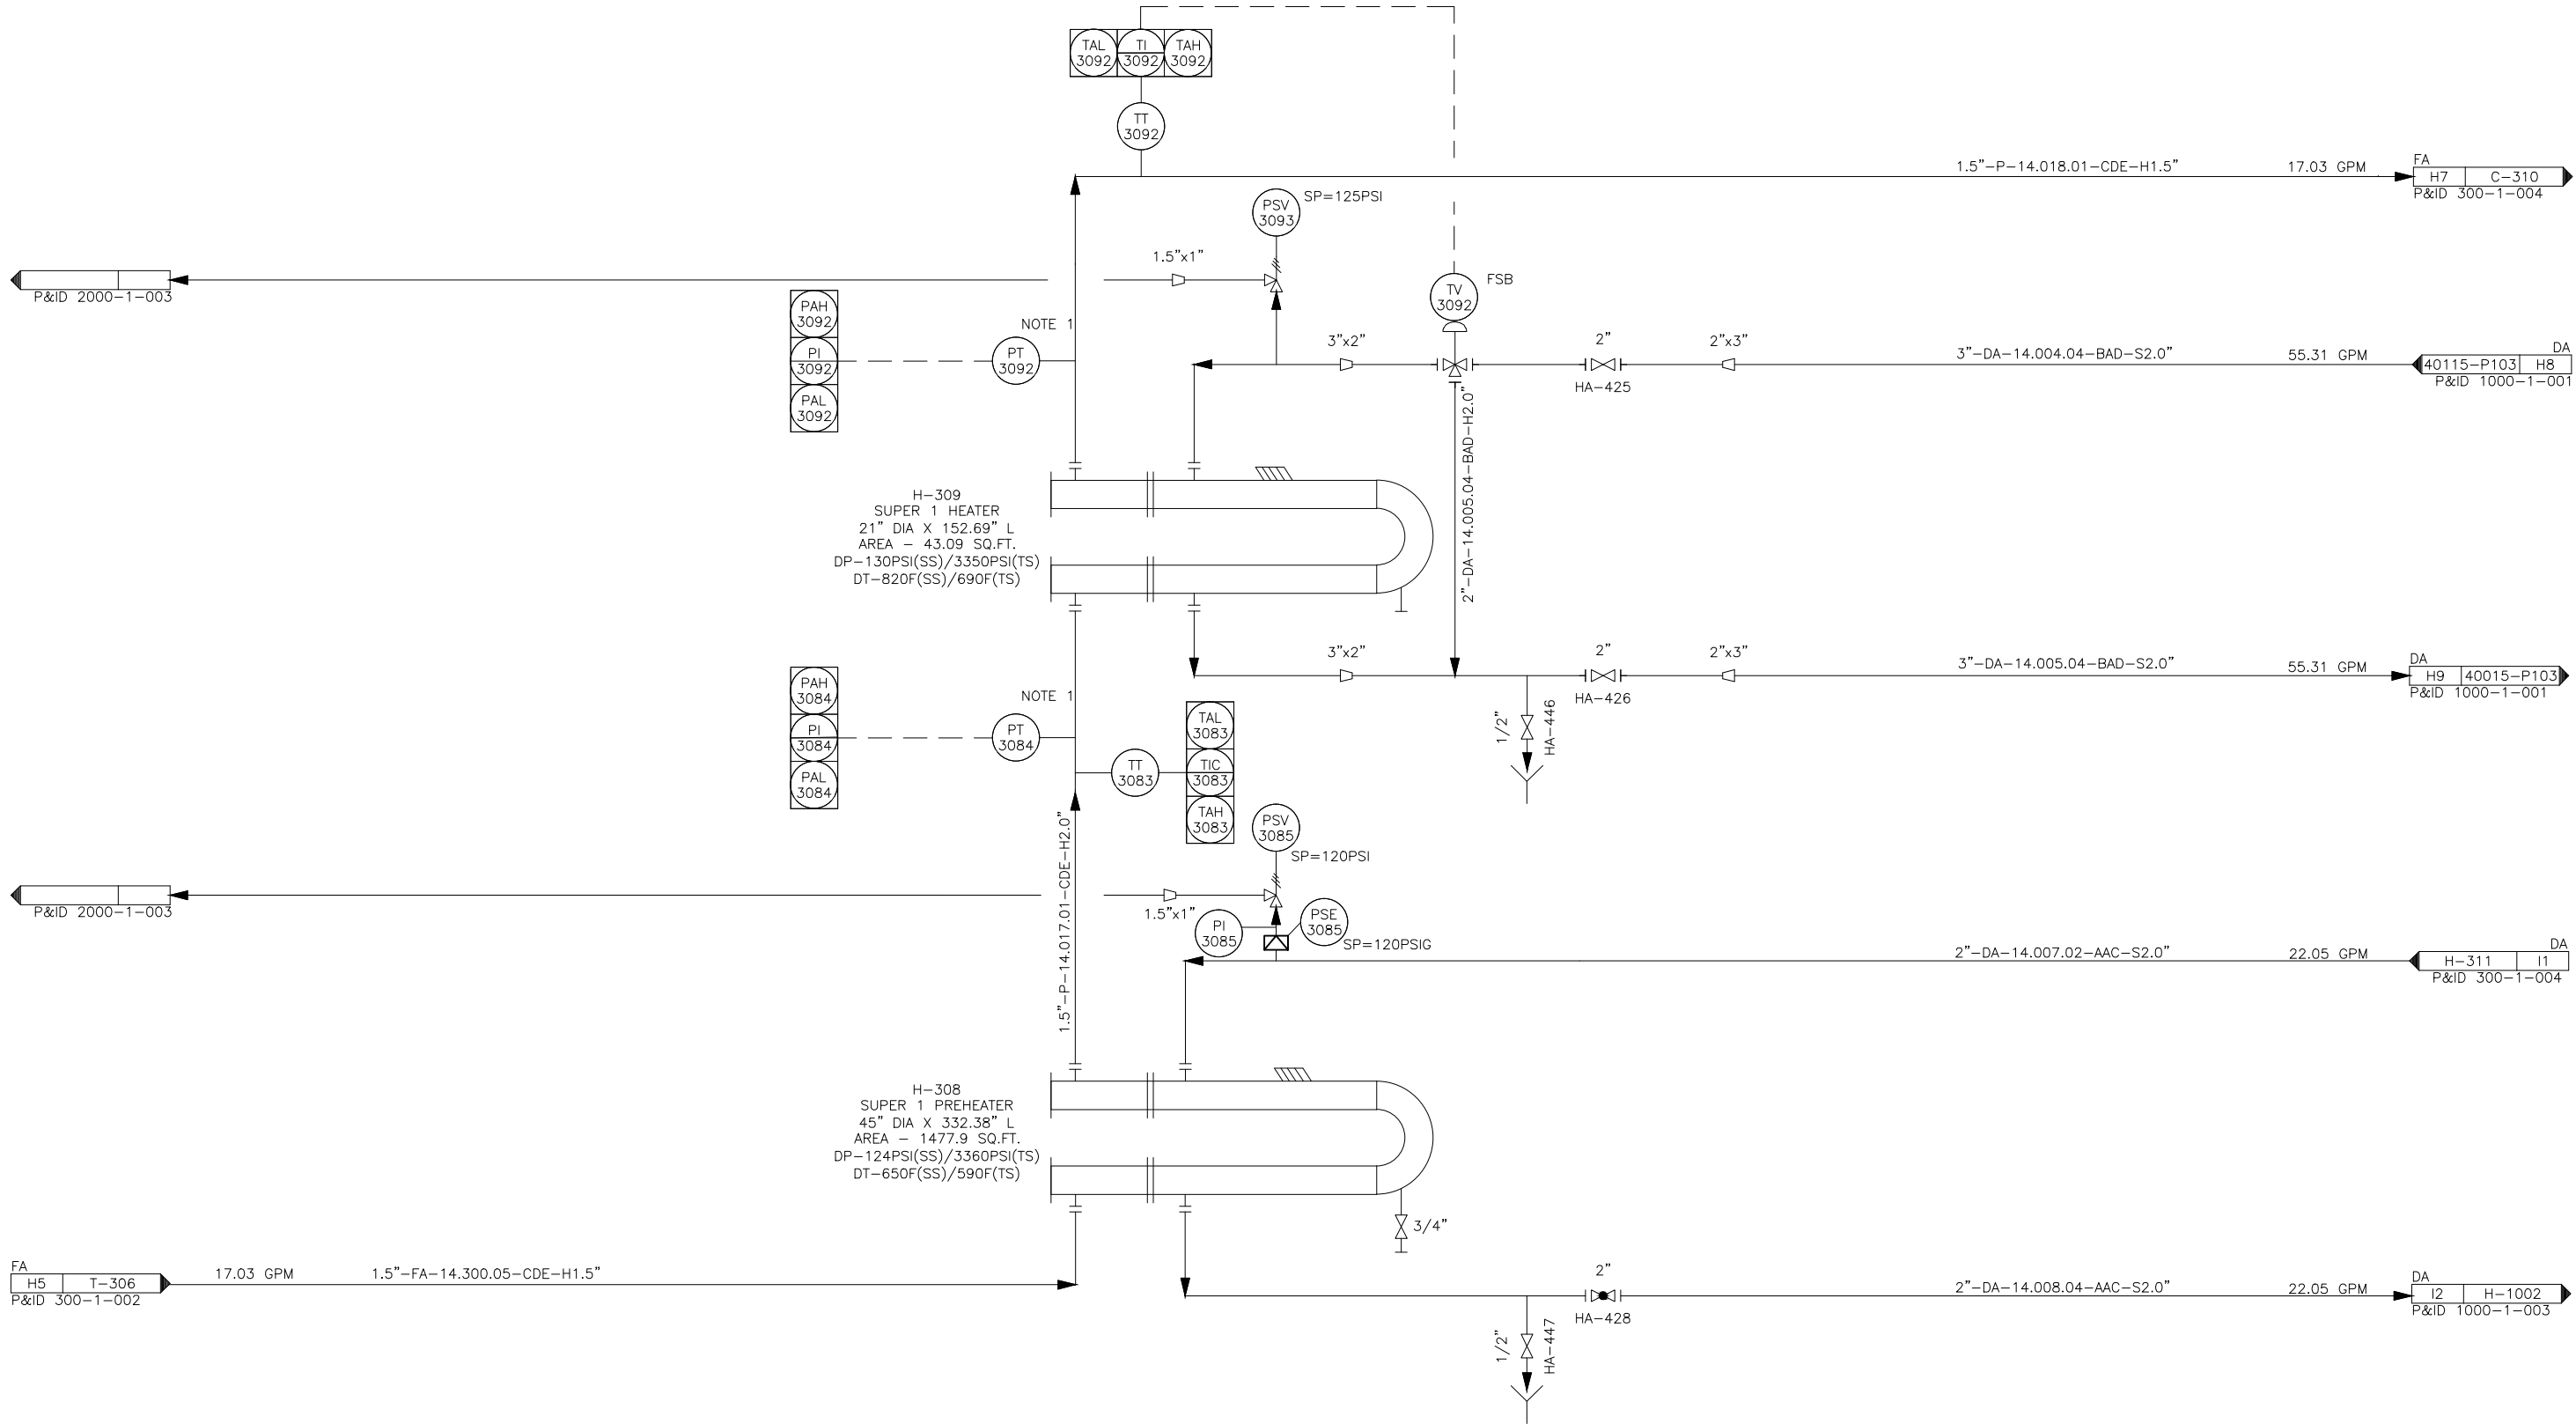 TAL
3092
TI
3092
TAH
3092
TT
3092
1.5"-P-14.018.01-CDE-H1.5"
17.03 GPM
FA
H7
C-310
P&ID 300-1-004
PSV
3093
SP=125PSI
1.5"x1"
TV
3092
FSB
P&ID 2000-1-003
PAH
3092
PI
3092
PAL
3092
NOTE 1
PT
3092
3"x2"
2"
HA-425
2"x3"
3"-DA-14.004.04-BAD-S2.0"
55.31 GPM
DA
40115-P103
H8
P&ID 1000-1-001
2"-DA-14.005.04-BAD-H2.0"
H-309
SUPER 1 HEATER
21" DIA X 152.69" L
AREA - 43.09 SQ.FT.
DP-130PSI(SS)/3350PSI(TS)
DT-820F(SS)/690F(TS)
3"x2"
2"
HA-426
2"x3"
3"-DA-14.005.04-BAD-S2.0"
55.31 GPM
DA
H9
40015-P103
P&ID 1000-1-001
PAH
3084
PI
3084
PAL
3084
NOTE 1
PT
3084
TT
3083
TAL
3083
TIC
3083
TAH
3083
1/2"
HA-446
1.5"-P-14.017.01-CDE-H2.0"
PSV
3085
SP=120PSI
1.5"x1"
P&ID 2000-1-003
PI
3085
PSE
3085
SP=120PSIG
2"-DA-14.007.02-AAC-S2.0"
22.05 GPM
DA
H-311
I1
P&ID 300-1-004
H-308
SUPER 1 PREHEATER
45" DIA X 332.38" L
AREA - 1477.9 SQ.FT.
DP-124PSI(SS)/3360PSI(TS)
DT-650F(SS)/590F(TS)
3/4"
FA
H5
T-306
P&ID 300-1-002
17.03 GPM
1.5"-FA-14.300.05-CDE-H1.5"
2"
HA-428
2"-DA-14.008.04-AAC-S2.0"
22.05 GPM
DA
I2
H-1002
P&ID 1000-1-003
1/2"
HA-447